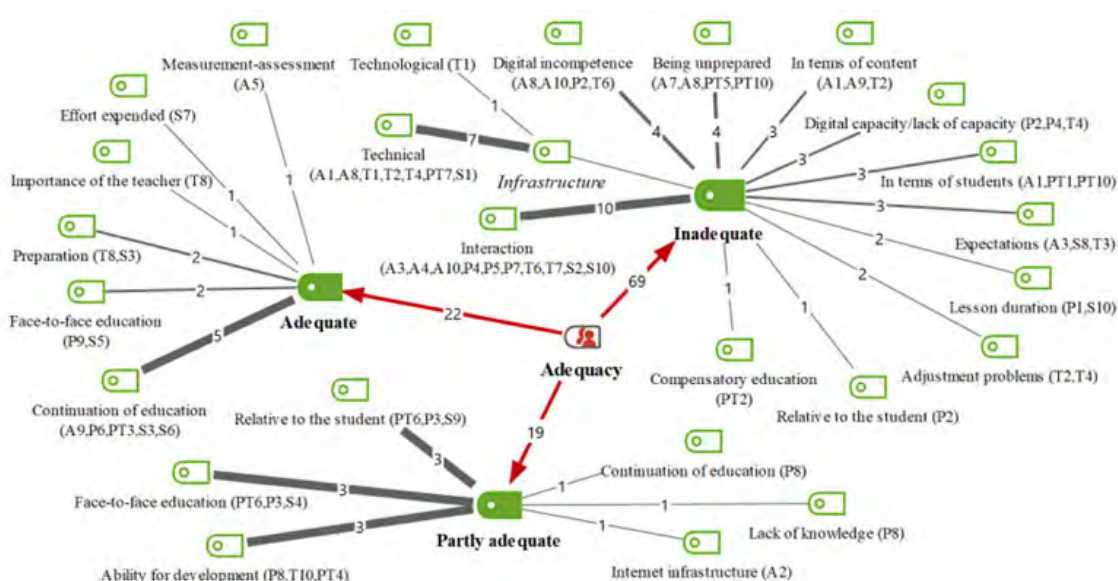 Measurement-assessment
(A5)
Technological (T1)
Digital incompetence
(A8,A10,P2,T6)
Being unprepared
(A7,A8,PT5,PT10)
In terms of content
(A1,A9,T2)
Effort expended (S7)
1
4
4
3
Digital capacity/lack of capacity (P2,P4,T4)
7
Technical
(A1,A8,T1,T2,T4,PT7,S1)
3
Importance of the teacher (T8)
1
1
Infrastructure
3
In terms of students (A1,PT1,PT10)
10
3
Preparation (T8,S3)
1
Interaction
(A3,A4,A10,P4,P5,P7,T6,T7,S2,S10)
Inadequate
Expectations (A3,S8,T3)
2
2
2
2
Face-to-face education
(P9,S5)
Adequate
22
69
1
1
Lesson duration (P1,S10)
5
Adequacy
Compensatory education
(PT2)
Adjustment problems (T2,T4)
Continuation of education
(A9,P6,PT3,S3,S6)
Relative to the student (PT6,P3,S9)
19
Relative to the student (P2)
3
Continuation of education (P8)
Face-to-face education (PT6,P3,S4)
3
1
1
3
Partly adequate
1
Lack of knowledge (P8)
Ability for development (P8,T10,PT4)
Internet infrastructure (A2)